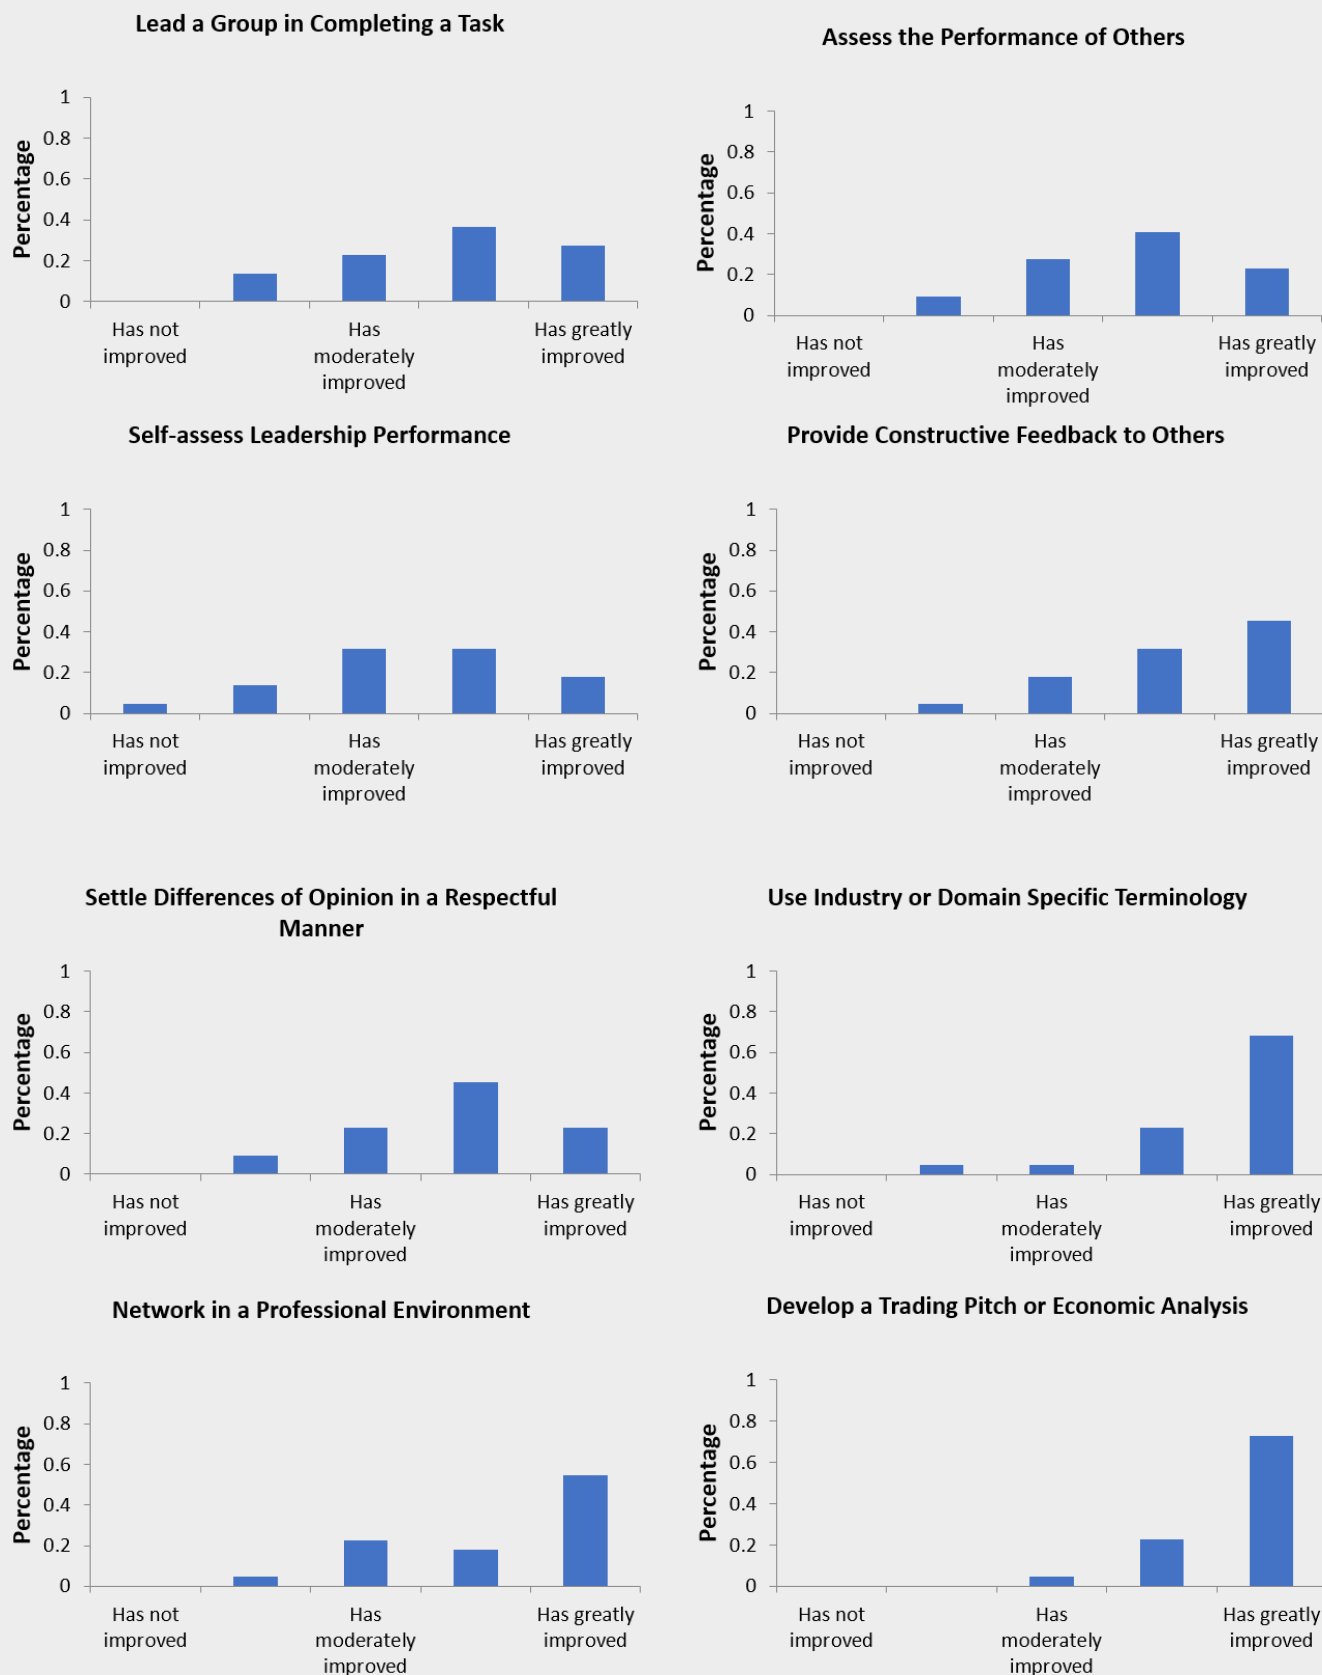 Lead a Group in Completing a Task
Percentage
1
0.8
0.6
0.4
0.2
0
Has not
improved
Has
moderately
improved
Has greatly
improved
Assess the Performance of Others
Percentage
1
0.8
0.6
0.4
0.2
0
Has not
improved
Has
moderately
improved
Has greatly
improved
Self-assess Leadership Performance
Percentage
1
0.8
0.6
0.4
0.2
0
Has not
improved
Has
moderately
improved
Has greatly
improved
Provide Constructive Feedback to Others
Percentage
1
0.8
0.6
0.4
0.2
0
Has not
improved
Has
moderately
improved
Has greatly
improved
Settle Differences of Opinion in a Respectful
Manner
Percentage
1
0.8
0.6
0.4
0.2
0
Has not
improved
Has
moderately
improved
Has greatly
improved
Use Industry or Domain Specific Terminology
Percentage
1
0.8
0.6
0.4
0.2
0
Has not
improved
Has
moderately
improved
Has greatly
improved
Network in a Professional Environment
Percentage
1
0.8
0.6
0.4
0.2
0
Has not
improved
Has
moderately
improved
Has greatly
improved
Develop a Trading Pitch or Economic Analysis
Percentage
1
0.8
0.6
0.4
0.2
0
Has not
improved
Has
moderately
improved
Has greatly
improved